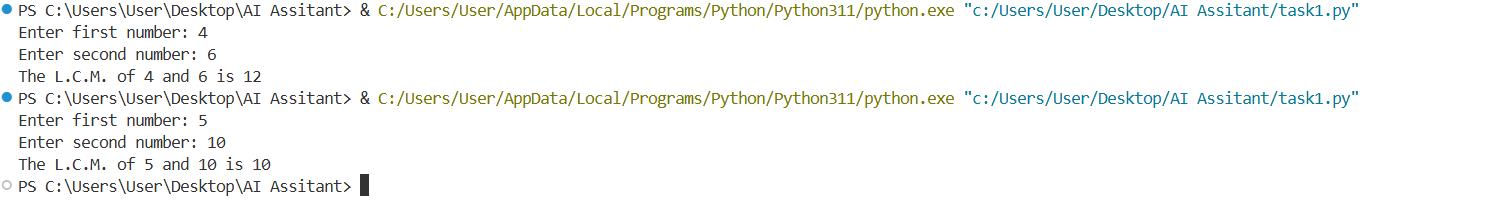 PS C:\Users\User\Desktop\AI Assitant> & C:/Users/User/AppData/Local/Programs/Python/Python311/python.exe "c:/Users/User/Desktop/AI Assitant/task1.py"
Enter first number: 4
Enter second number: 6
The L.C.M. of 4 and 6 is 12
PS C:\Users\User\Desktop\AI Assitant> & C:/Users/User/AppData/Local/Programs/Python/Python311/python.exe "c:/Users/User/Desktop/AI Assitant/task1.py"
Enter first number: 5
Enter second number: 10
The L.C.M. of 5 and 10 is 10
PS C:\Users\User\Desktop\AI Assitant>